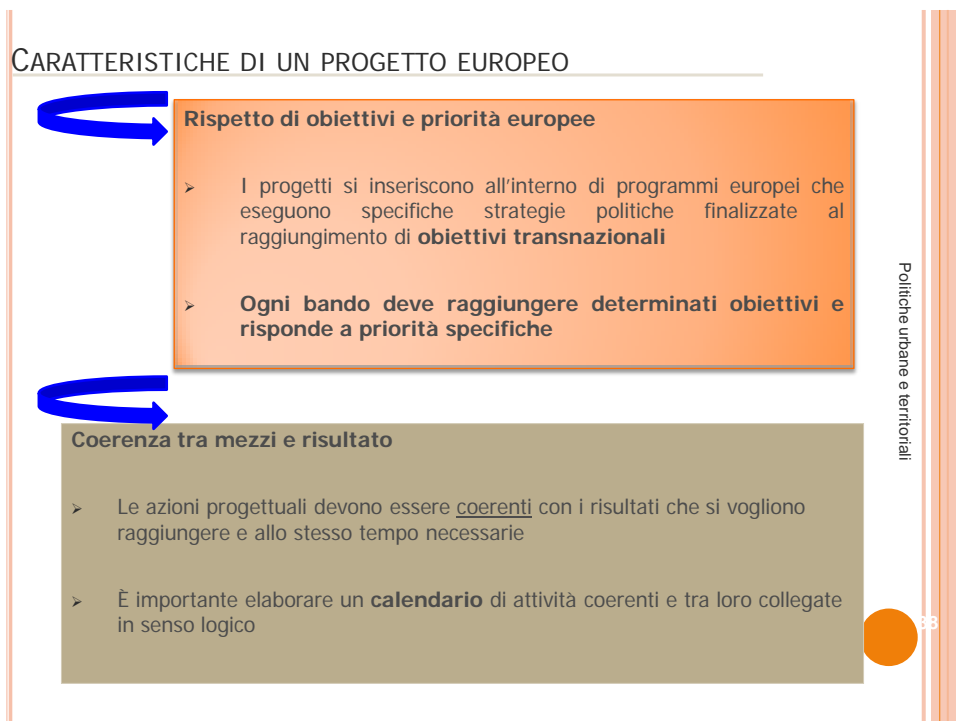 CARATTERISTICHE DI UN PROGETTO EUROPEO
Rispetto di obiettivi e priorità europee
➢ I progetti si inseriscono all'interno di programmi europei che
eseguono specifiche strategie politiche finalizzate al
raggiungimento di obiettivi transnazionali
➢ Ogni bando deve raggiungere determinati obiettivi e
risponde a priorità specifiche
Coerenza tra mezzi e risultato
➢ Le azioni progettuali devono essere coerenti con i risultati che si vogliono
raggiungere e allo stesso tempo necessarie
➢ È importante elaborare un calendario di attività coerenti e tra loro collegate
in senso logico
Politiche urbane e territoriali